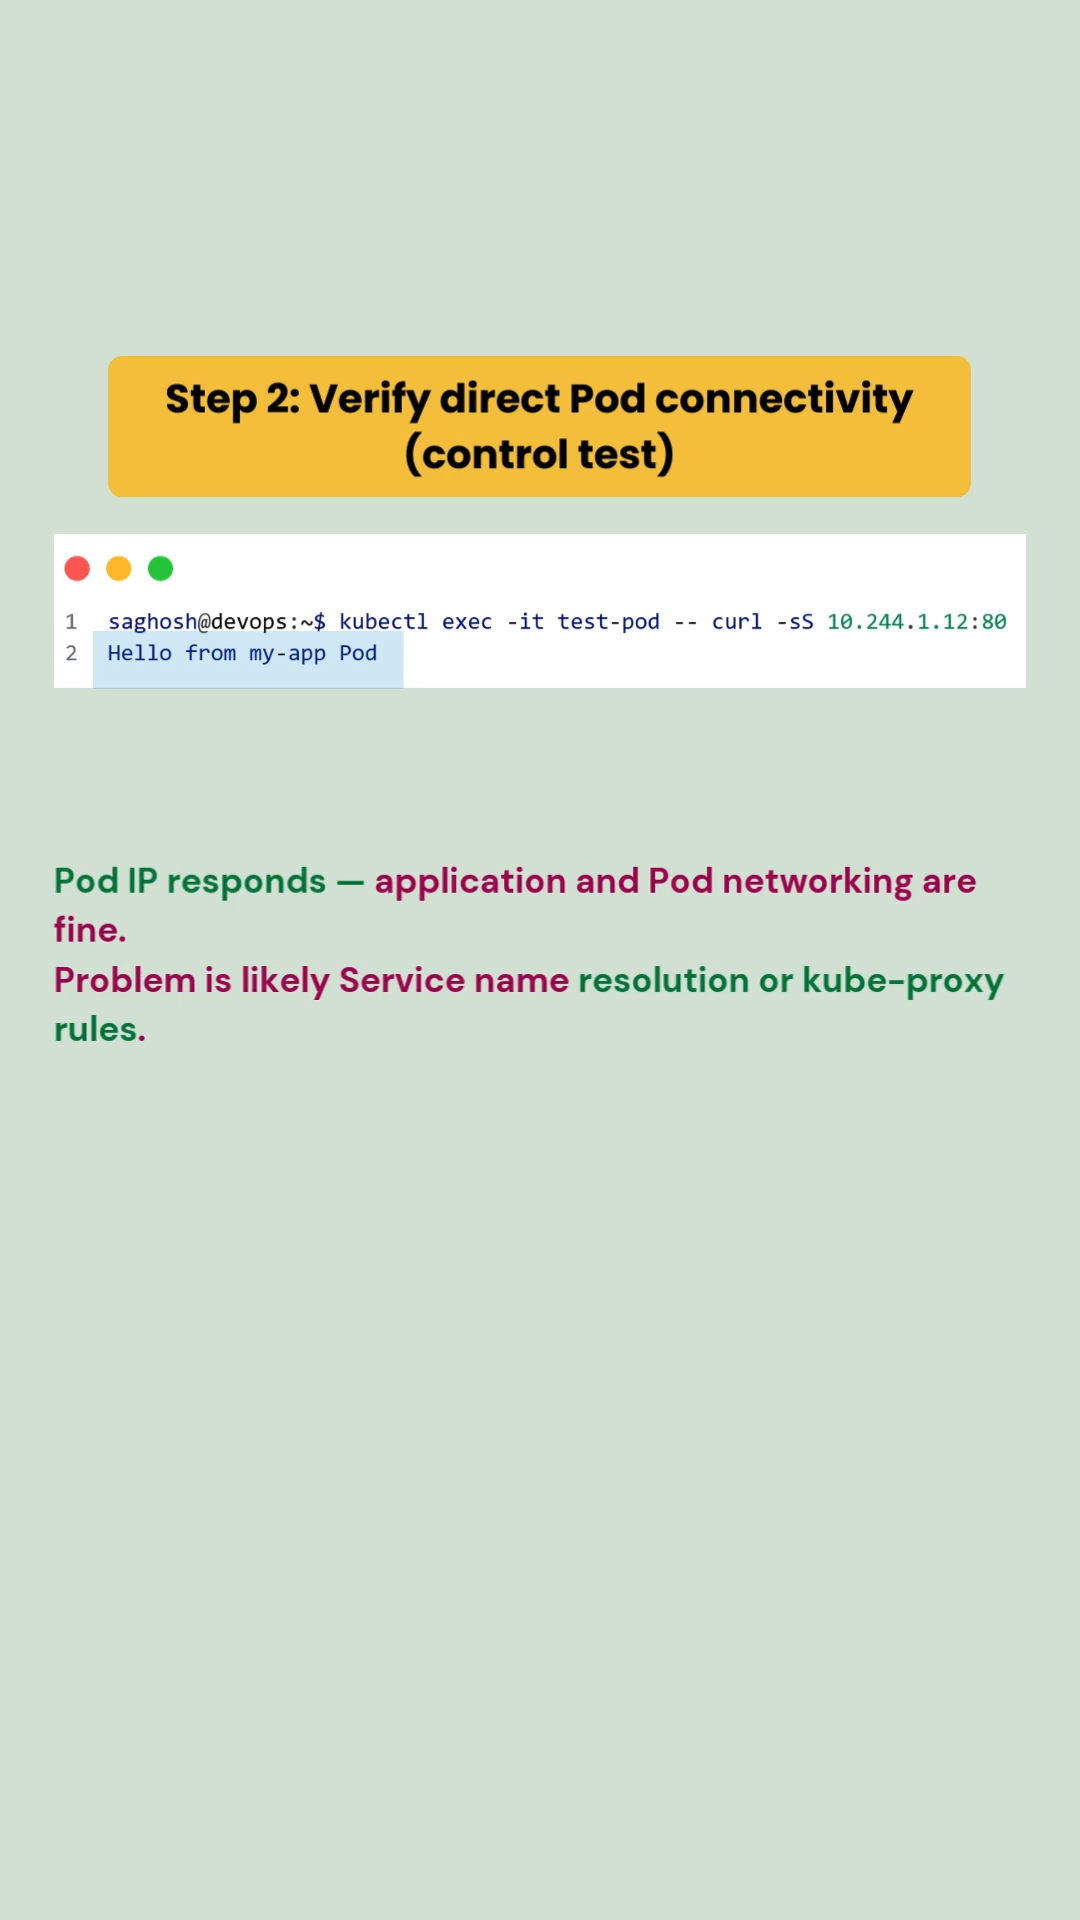 Step 2: Verify direct Pod connectivity
(control test)
1 saghosh@devops:~$ kubectl exec -it test-pod -- curl -sS 10.244.1.12:80
2 Hello from my-app Pod
Pod IP responds — application and Pod networking are
fine.
Problem is likely Service name resolution or kube-proxy
rules.